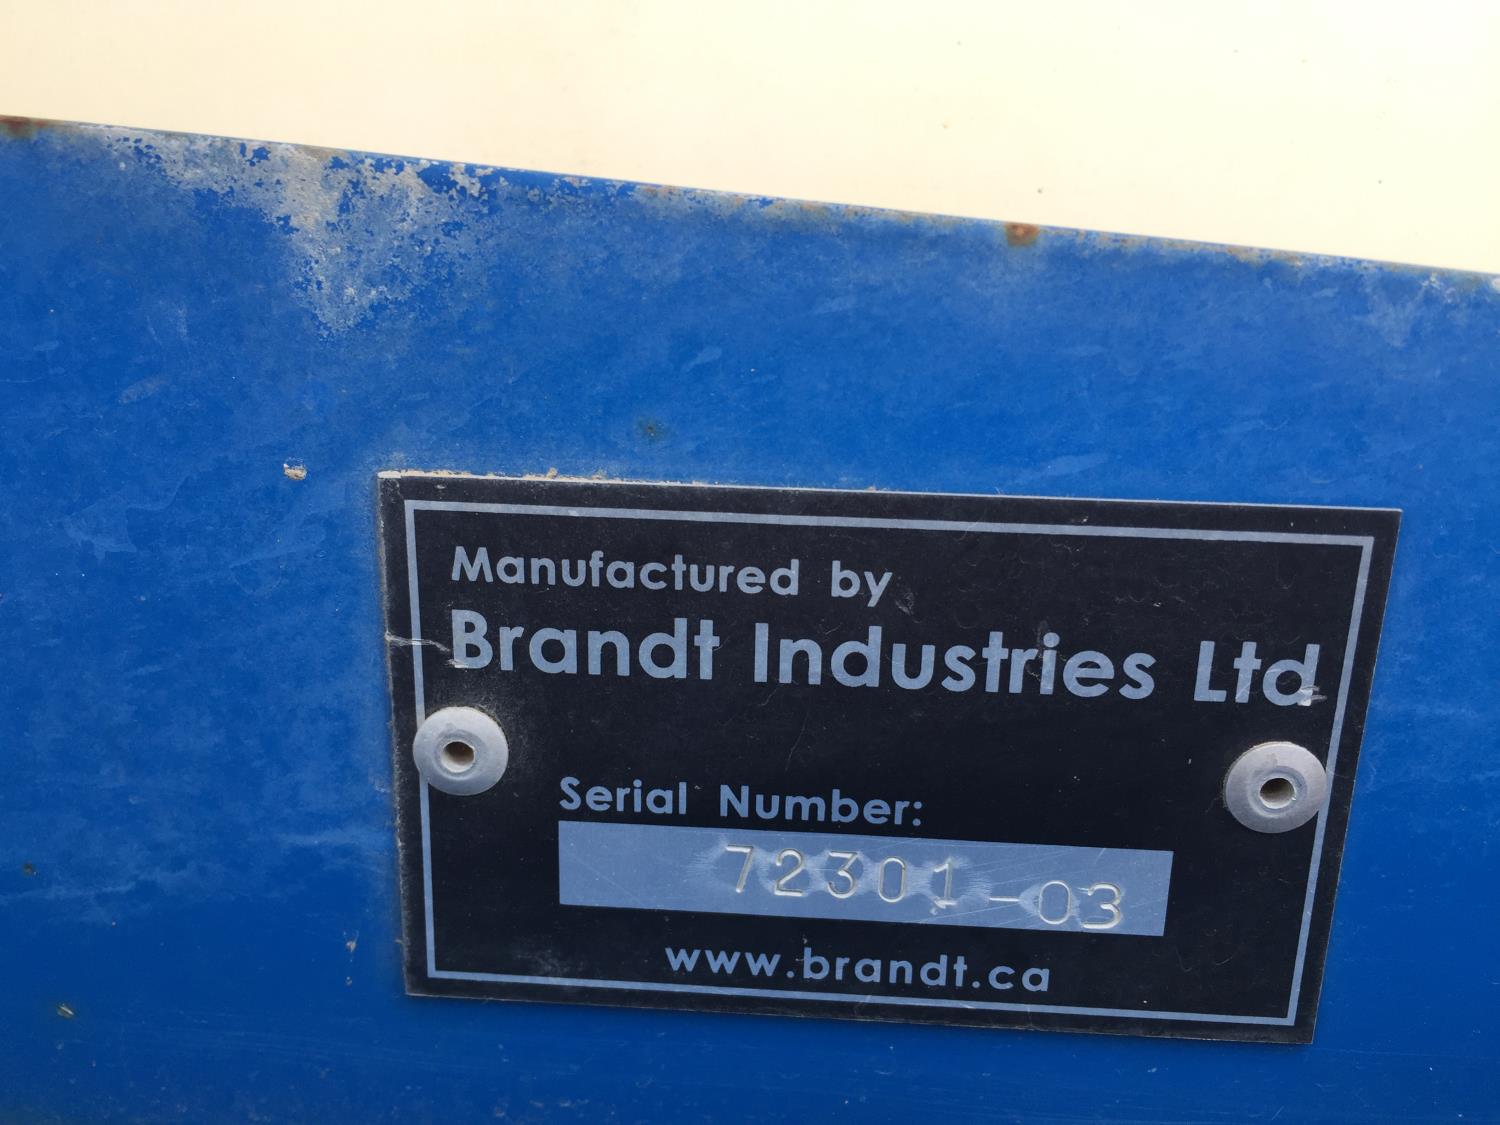 Manufactured by
Brandt Industries Ltd
Serial Number:
72301-03
www.brandt.ca